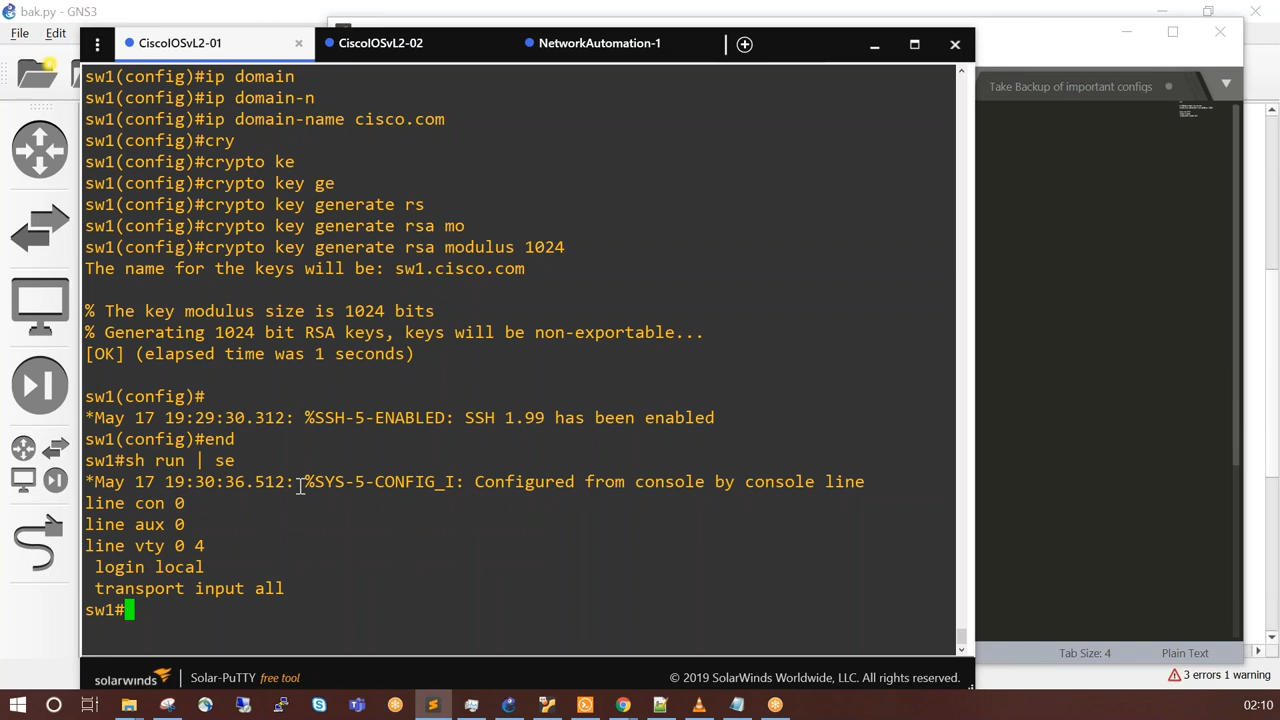 bak.py - GNS3
File Edit
CiscoIOSvL2-01 × CiscoIOSvL2-02 NetworkAutomation-1
Take Backup of important configs
sw1(config)#ip domain
sw1(config)#ip domain-n
sw1(config)#ip domain-name cisco.com
sw1(config)#cry
sw1(config)#crypto ke
sw1(config)#crypto key ge
sw1(config)#crypto key generate rs
sw1(config)#crypto key generate rsa mo
sw1(config)#crypto key generate rsa modulus 1024
The name for the keys will be: sw1.cisco.com
% The key modulus size is 1024 bits
% Generating 1024 bit RSA keys, keys will be non-exportable...
[OK] (elapsed time was 1 seconds)
sw1(config)#
*May 17 19:29:30.312: %SSH-5-ENABLED: SSH 1.99 has been enabled
sw1(config)#end
sw1#sh run | se
*May 17 19:30:36.512: %SYS-5-CONFIG_I: Configured from console by console line
line con 0
line aux 0
line vty 0 4
login local
transport input all
sw1#
Tab Size: 4 Plain Text
solarwinds Solar-PuTTY free tool © 2019 SolarWinds Worldwide, LLC. All rights reserved.
3 errors 1 warning
02:10